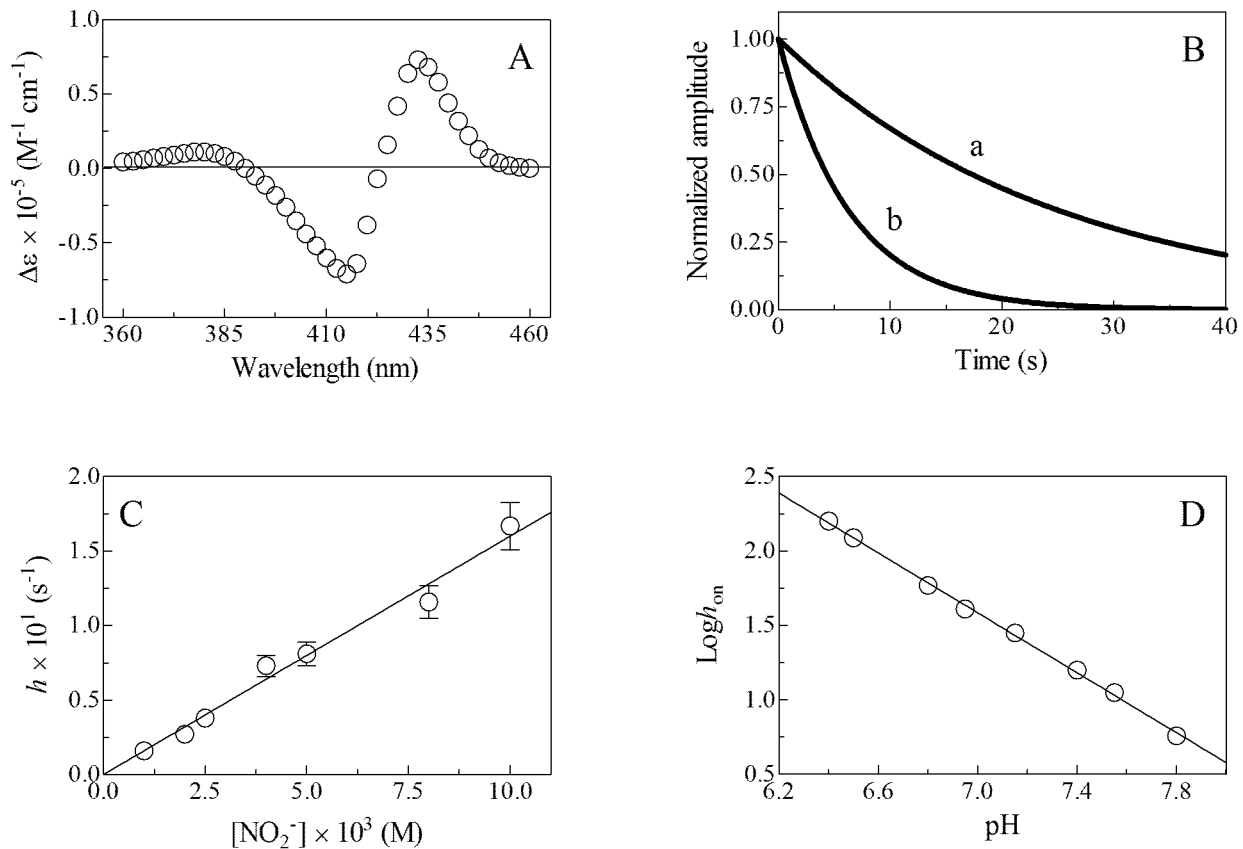 A
1.0
0.5
0.0
-0.5
-1.0
Δε × 10⁻⁵ (M⁻¹ cm⁻¹)
360 385 410 435 460
Wavelength (nm)
B
1.00
0.75
0.50
0.25
0.00
Normalized amplitude
a
b
0 10 20 30 40
Time (s)
C
2.0
1.5
1.0
0.5
0.0
h × 10¹ (s⁻¹)
0.0 2.5 5.0 7.5 10.0
[NO₂⁻] × 10³ (M)
D
2.5
2.0
1.5
1.0
0.5
Loghₒₙ
6.2 6.6 7.0 7.4 7.8
pH